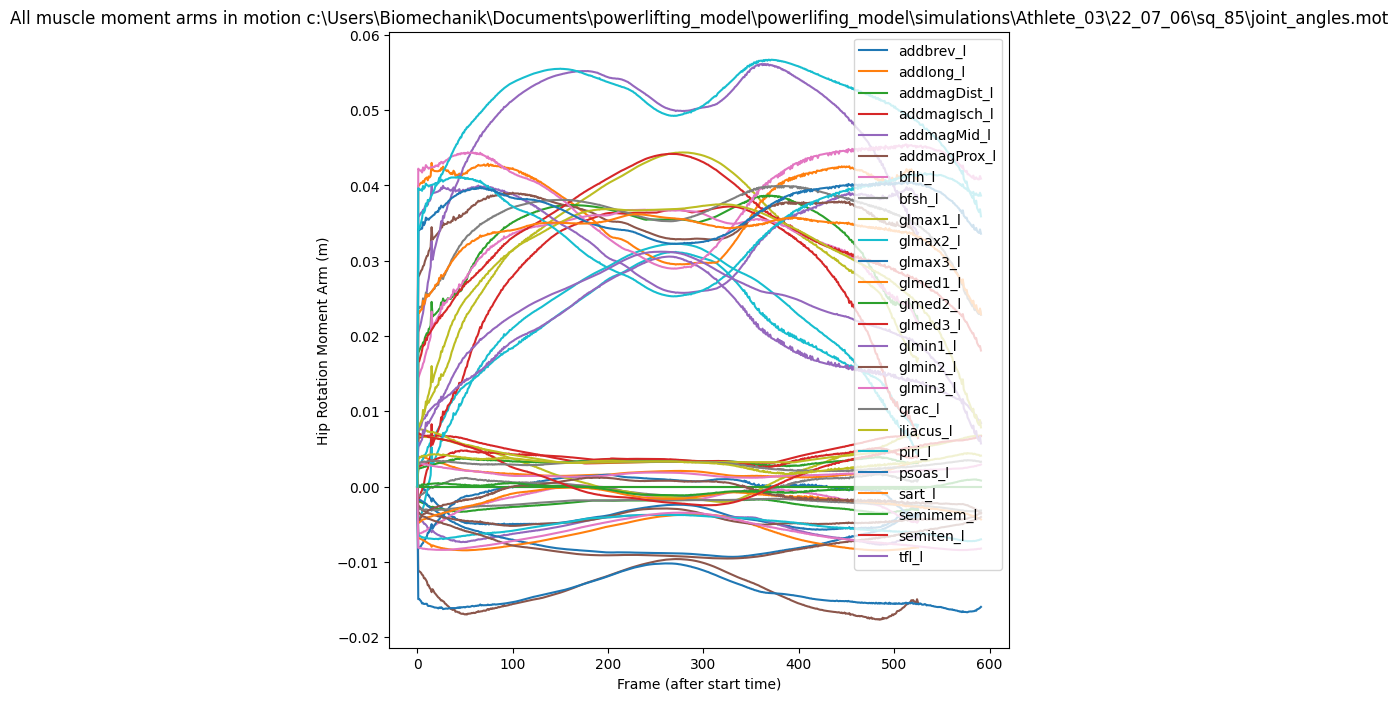 All muscle moment arms in motion c:\Users\Biomechanik\Documents\powerlifting_model\powerlifing_model\simulations\Athlete_03\22_07_06\sq_85\joint_angles.mot
0.06
0.05
0.04
0.03
0.02
0.01
0.00
−0.01
−0.02
Hip Rotation Moment Arm (m)
addbrev_l
addlong_l
addmagDist_l
addmagIsch_l
addmagMid_l
addmagProx_l
bflh_l
bfsh_l
glmax1_l
glmax2_l
glmax3_l
glmed1_l
glmed2_l
glmed3_l
glmin1_l
glmin2_l
glmin3_l
grac_l
iliacus_l
piri_l
psoas_l
sart_l
semimem_l
semiten_l
tfl_l
0 100 200 300 400 500 600
Frame (after start time)